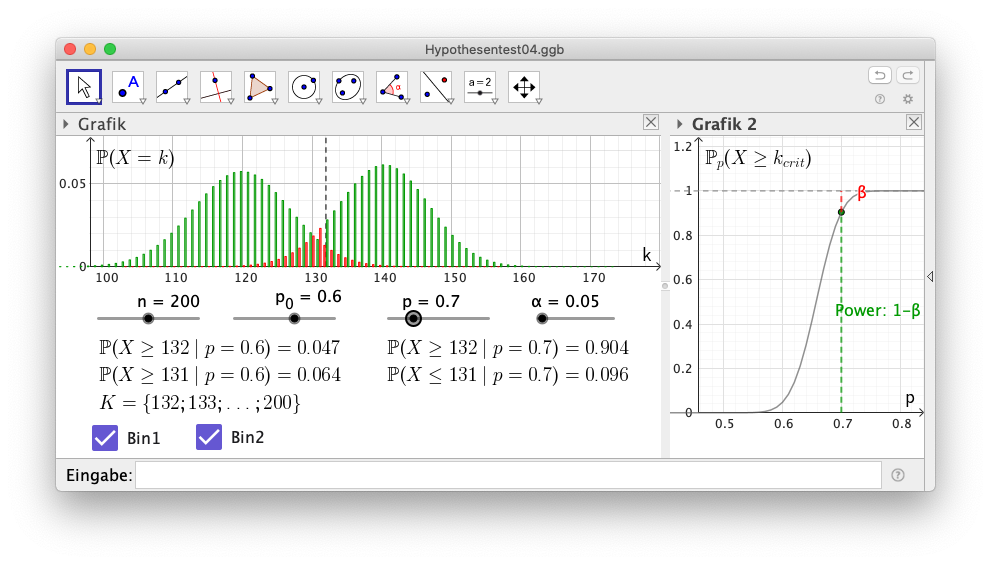 Hypothesentest04.ggb
A
α
a = 2
Grafik
ℙ(X = k)
0.05
0
100 110 120 130 140 150 160 170
k
n = 200
p₀ = 0.6
p = 0.7
α = 0.05
ℙ(X ≥ 132 | p = 0.6) = 0.047
ℙ(X ≥ 131 | p = 0.6) = 0.064
K = {132; 133; . . . ; 200}
ℙ(X ≥ 132 | p = 0.7) = 0.904
ℙ(X ≤ 131 | p = 0.7) = 0.096
Bin1
Bin2
Grafik 2
ℙₚ(X ≥ k_crit)
1.2
1
0.8
0.6
0.4
0.2
0
β
Power: 1-β
p
0.5 0.6 0.7 0.8
Eingabe:
?